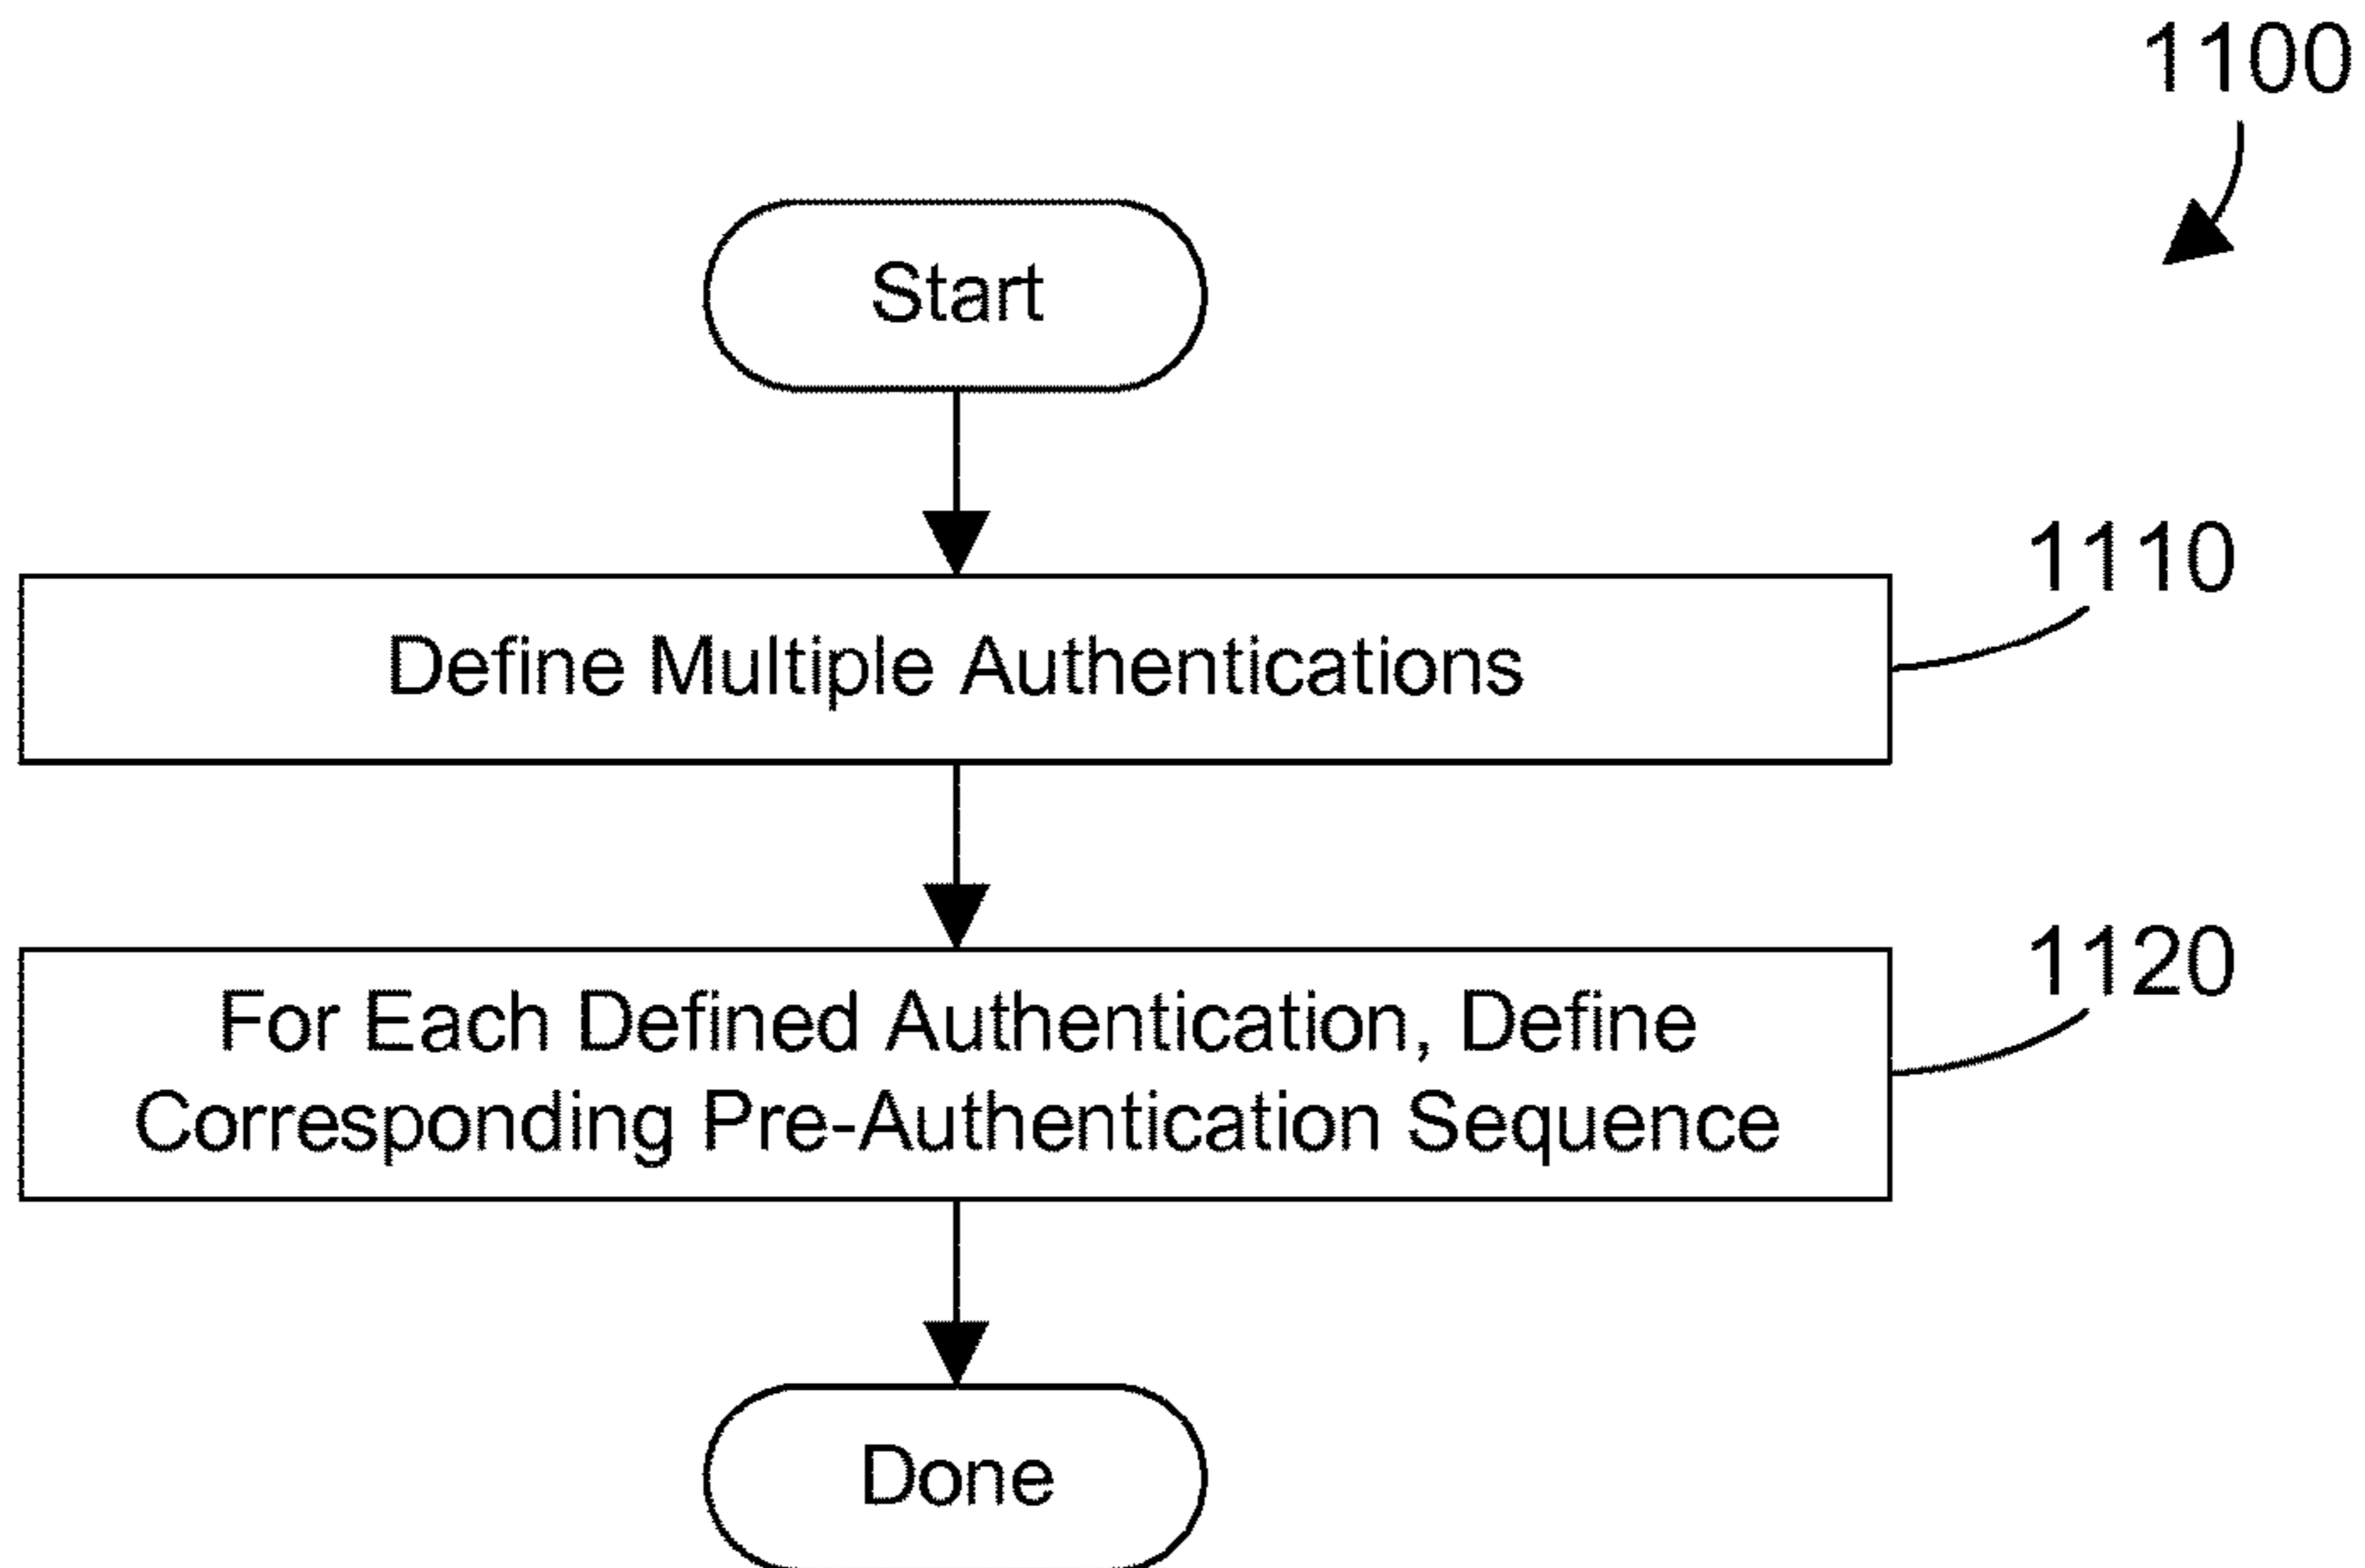 1100
Start
1110
Define Multiple Authentications
1120
For Each Defined Authentication, Define
Corresponding Pre-Authentication Sequence
Done